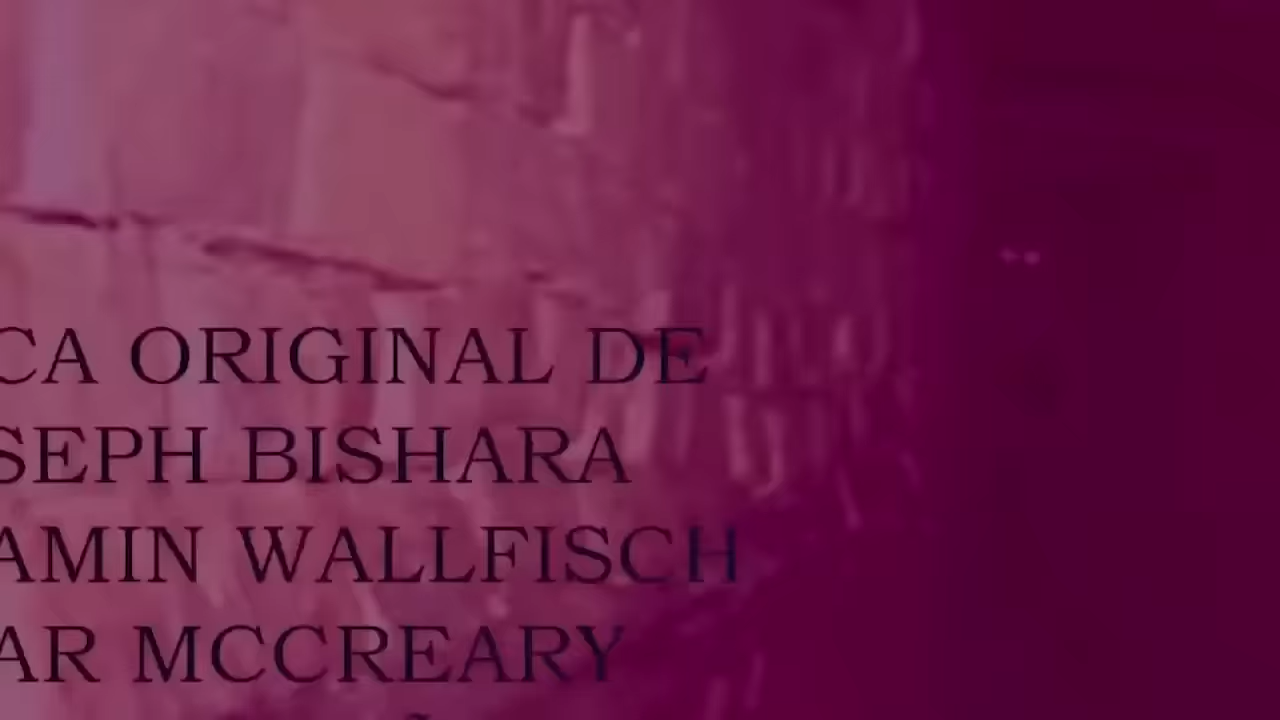 CA ORIGINAL DE
SEPH BISHARA
AMIN WALLFISCH
AR MCCREARY